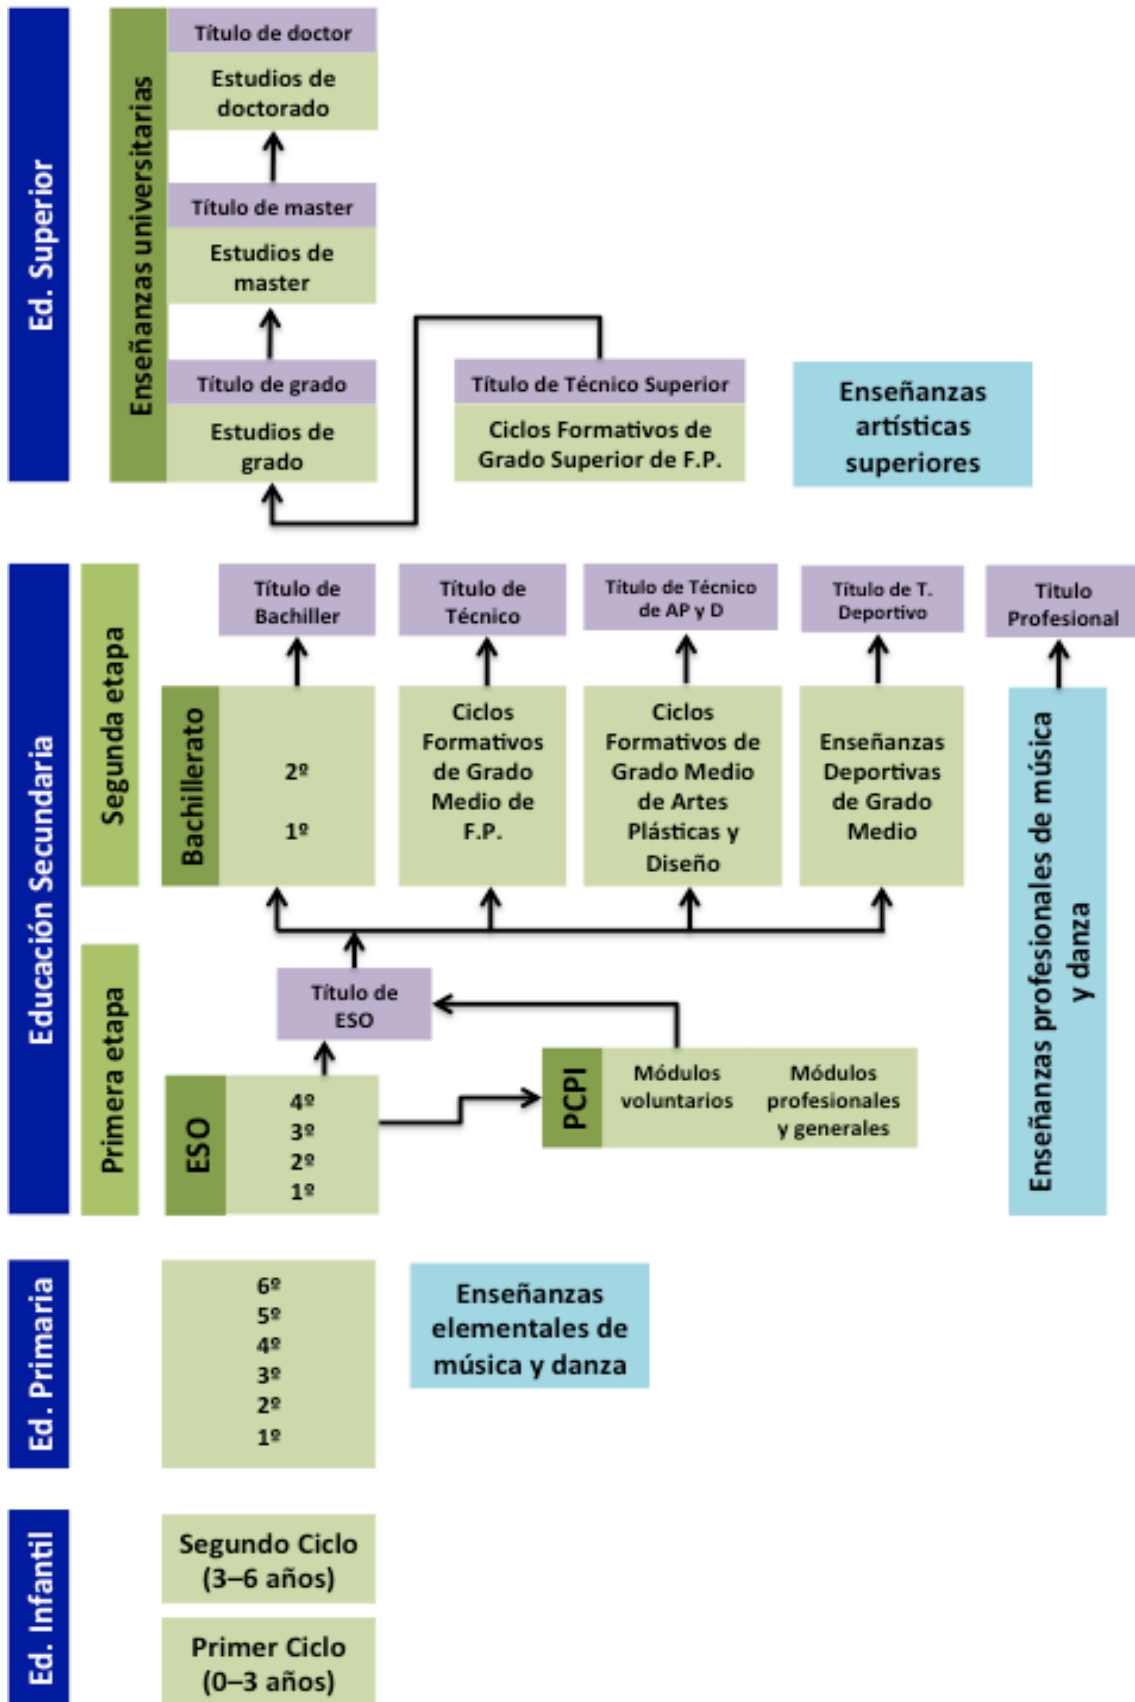 Ed. Superior
Enseñanzas universitarias
Título de doctor
Estudios de
doctorado
Título de master
Estudios de
master
Título de grado
Estudios de
grado
Título de Técnico Superior
Ciclos Formativos de
Grado Superior de F.P.
Enseñanzas
artísticas
superiores
Educación Secundaria
Segunda etapa
Título de
Bachiller
Título de
Técnico
Título de Técnico
de AP y D
Título de T.
Deportivo
Titulo
Profesional
Bachillerato
2º
1º
Ciclos
Formativos
de Grado
Medio de
F.P.
Ciclos
Formativos de
Grado Medio
de Artes
Plásticas y
Diseño
Enseñanzas
Deportivas
de Grado
Medio
Enseñanzas profesionales de música
y danza
Primera etapa
Título de
ESO
ESO
4º
3º
2º
1º
PCPI
Módulos
voluntarios
Módulos
profesionales
y generales
Ed. Primaria
6º
5º
4º
3º
2º
1º
Enseñanzas
elementales de
música y danza
Ed. Infantil
Segundo Ciclo
(3–6 años)
Primer Ciclo
(0–3 años)